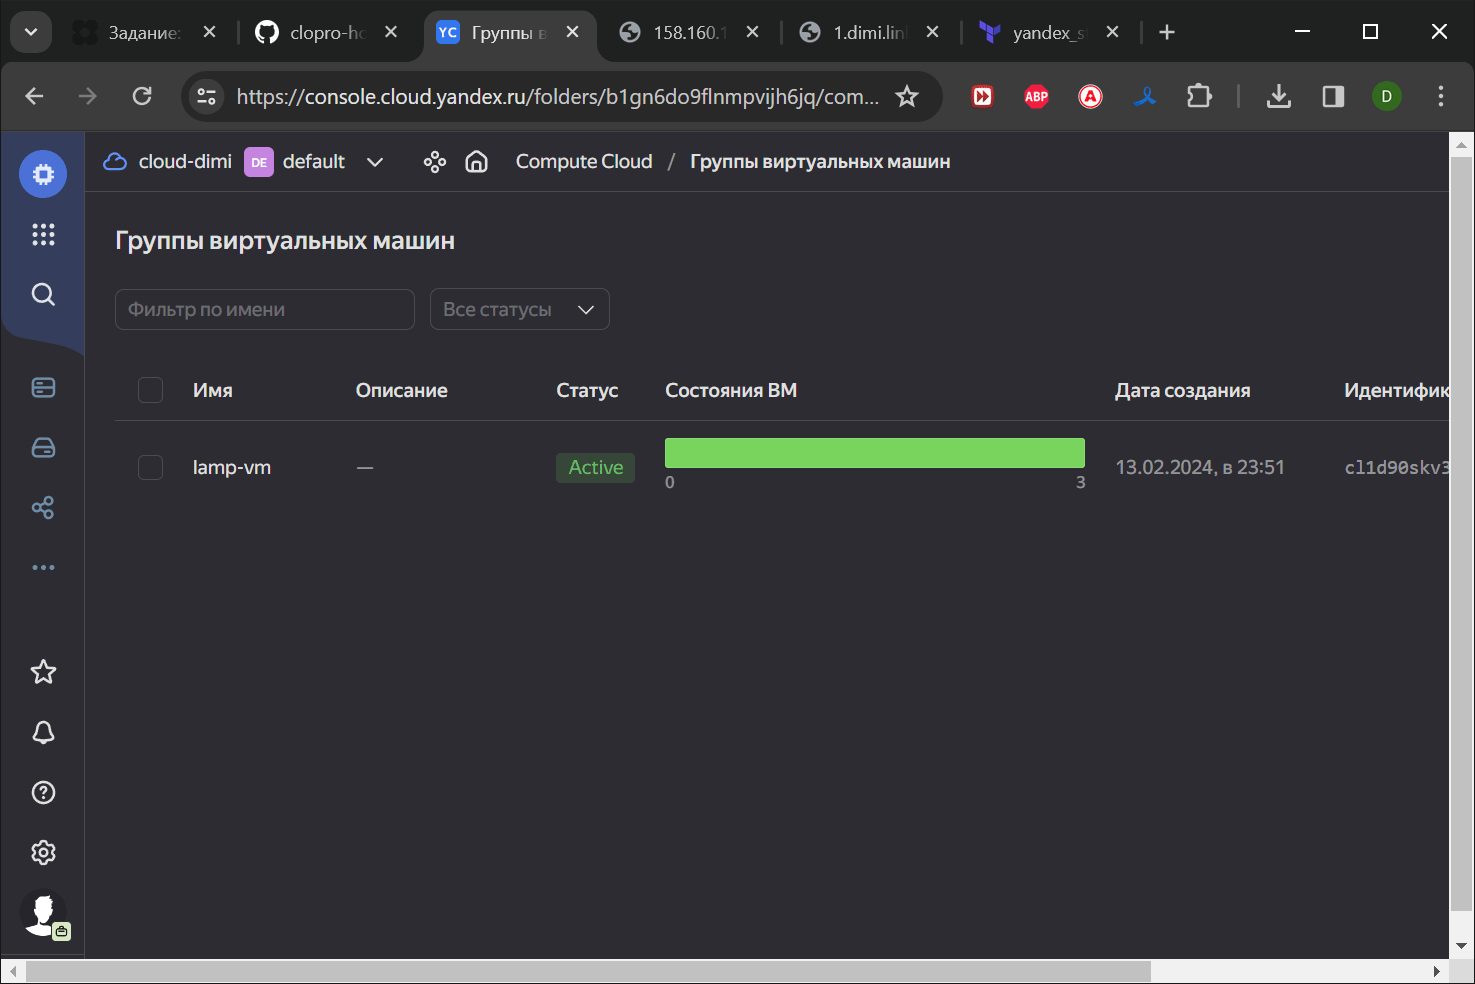 Задание:
clopro-ho
YC
Группы в
158.160.1
1.dimi.lin
yandex_s
https://console.cloud.yandex.ru/folders/b1gn6do9flnmpvijh6jq/com...
ABP
A
D
cloud-dimi
DE
default
Compute Cloud / Группы виртуальных машин
Группы виртуальных машин
Фильтр по имени
Все статусы
Имя Описание Статус Состояния ВМ Дата создания Идентифик
lamp-vm — Active 13.02.2024, в 23:51 cl1d90skv3
0 3